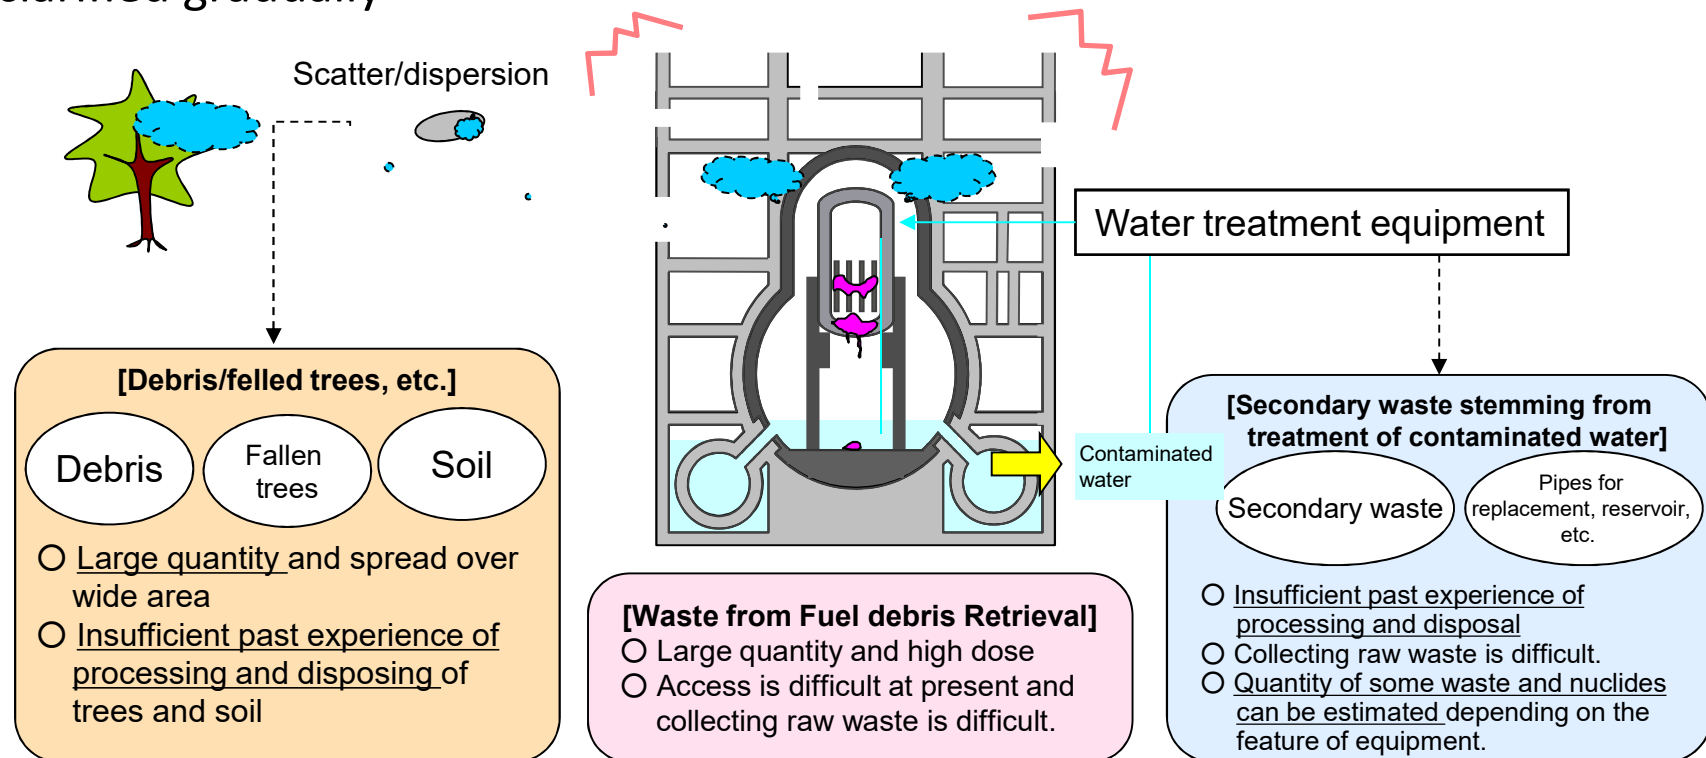 Scatter/dispersion
Water treatment equipment
[Debris/felled trees, etc.]
Debris
Fallen
trees
Soil
○ Large quantity and spread over
wide area
○ Insufficient past experience of
processing and disposing of
trees and soil
[Waste from Fuel debris Retrieval]
○ Large quantity and high dose
○ Access is difficult at present and
collecting raw waste is difficult.
Contaminated
water
[Secondary waste stemming from
treatment of contaminated water]
Secondary waste
Pipes for
replacement, reservoir,
etc.
○ Insufficient past experience of
processing and disposal
○ Collecting raw waste is difficult.
○ Quantity of some waste and nuclides
can be estimated depending on the
feature of equipment.